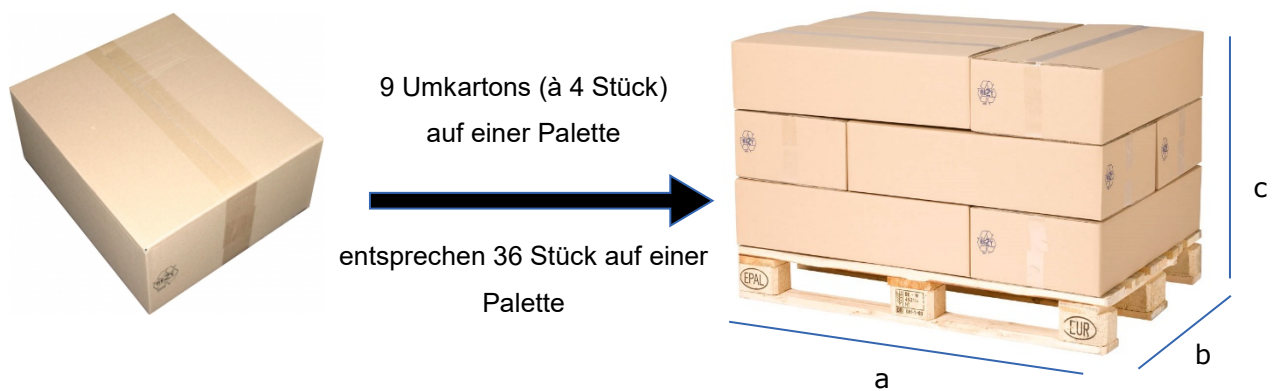 9 Umkartons (à 4 Stück)
auf einer Palette
entsprechen 36 Stück auf einer
Palette
EPAL
EUR
a
b
c